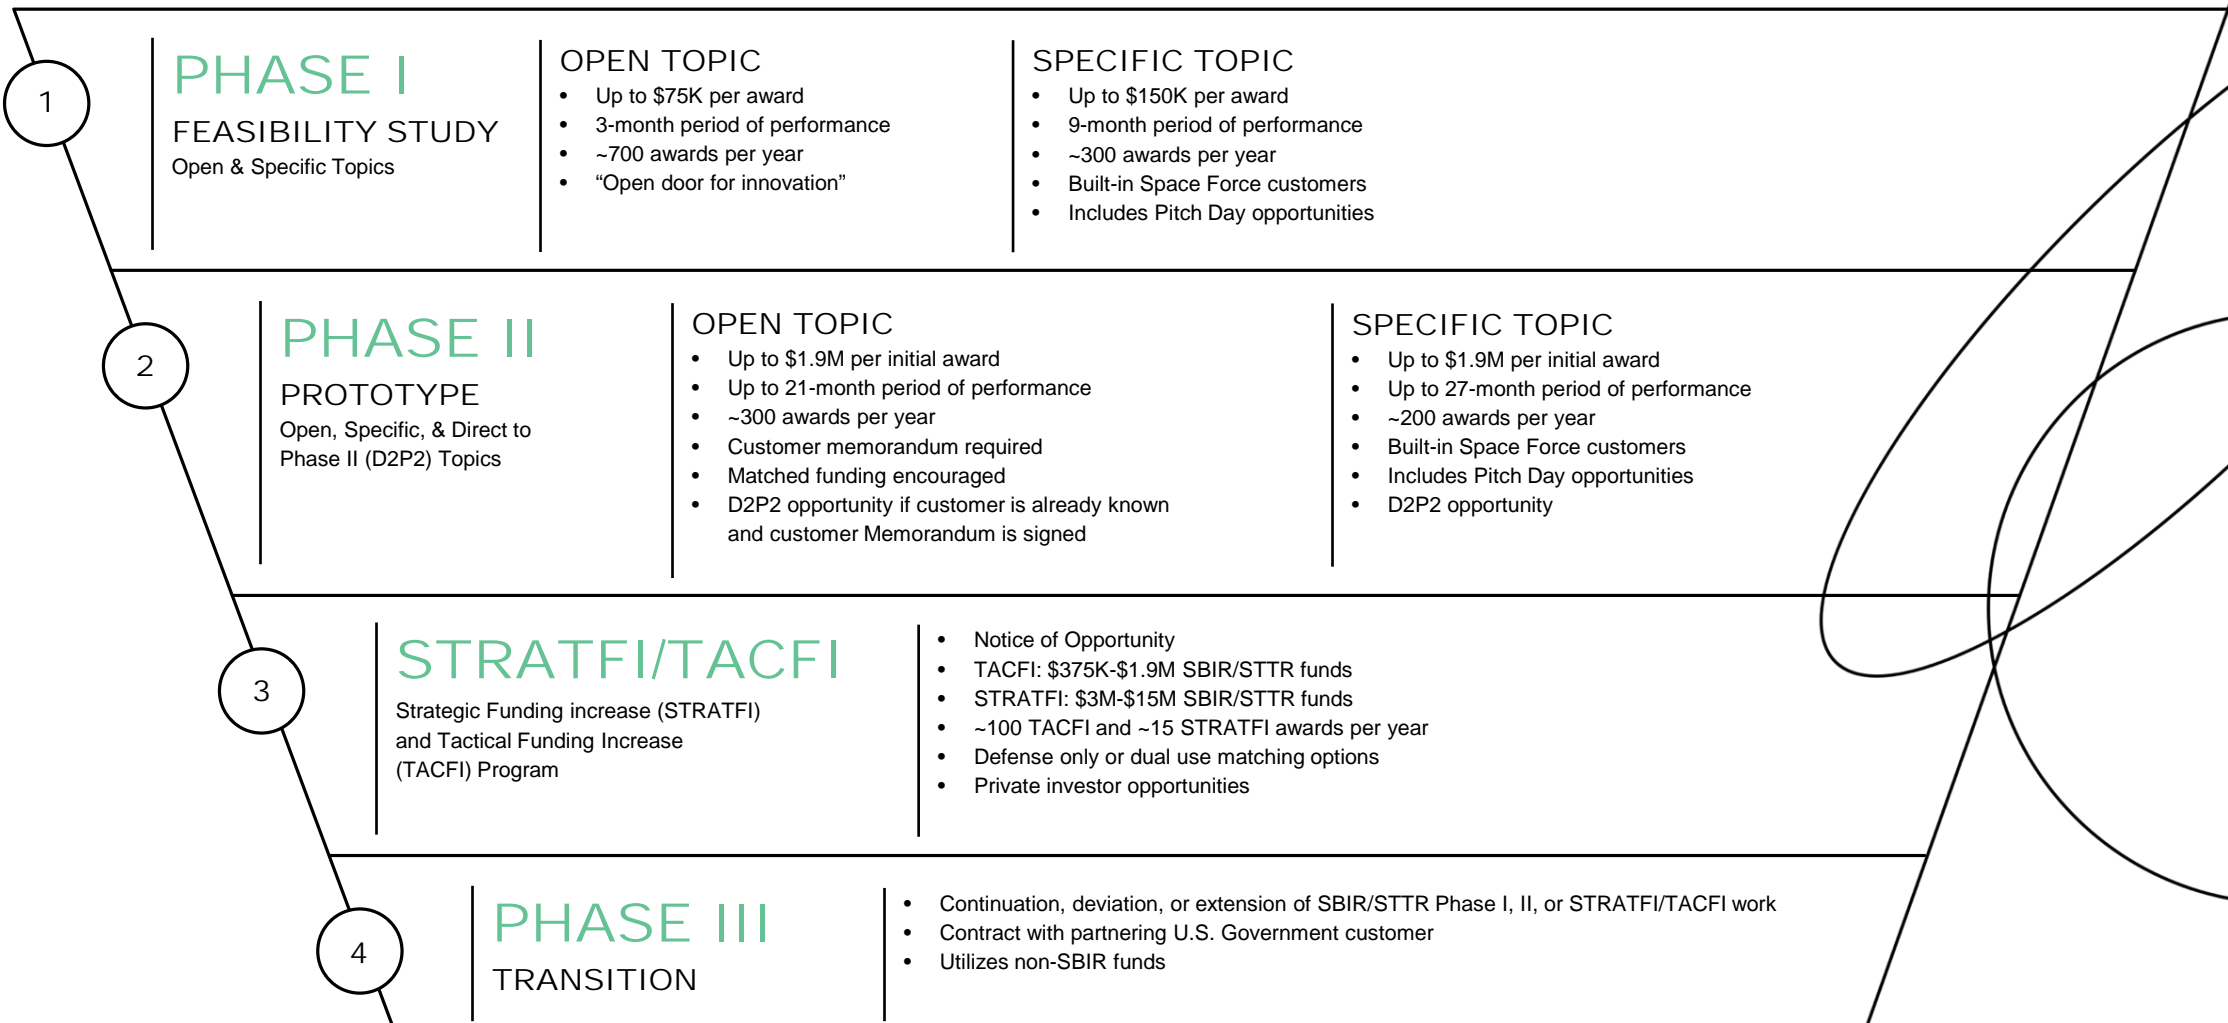 1
PHASE I
FEASIBILITY STUDY
Open & Specific Topics
OPEN TOPIC
• Up to $75K per award
• 3-month period of performance
• ~700 awards per year
• “Open door for innovation”
SPECIFIC TOPIC
• Up to $150K per award
• 9-month period of performance
• ~300 awards per year
• Built-in Space Force customers
• Includes Pitch Day opportunities
2
PHASE II
PROTOTYPE
Open, Specific, & Direct to
Phase II (D2P2) Topics
OPEN TOPIC
• Up to $1.9M per initial award
• Up to 21-month period of performance
• ~300 awards per year
• Customer memorandum required
• Matched funding encouraged
• D2P2 opportunity if customer is already known
and customer Memorandum is signed
SPECIFIC TOPIC
• Up to $1.9M per initial award
• Up to 27-month period of performance
• ~200 awards per year
• Built-in Space Force customers
• Includes Pitch Day opportunities
• D2P2 opportunity
3
STRATFI/TACFI
Strategic Funding increase (STRATFI)
and Tactical Funding Increase
(TACFI) Program
• Notice of Opportunity
• TACFI: $375K-$1.9M SBIR/STTR funds
• STRATFI: $3M-$15M SBIR/STTR funds
• ~100 TACFI and ~15 STRATFI awards per year
• Defense only or dual use matching options
• Private investor opportunities
4
PHASE III
TRANSITION
• Continuation, deviation, or extension of SBIR/STTR Phase I, II, or STRATFI/TACFI work
• Contract with partnering U.S. Government customer
• Utilizes non-SBIR funds